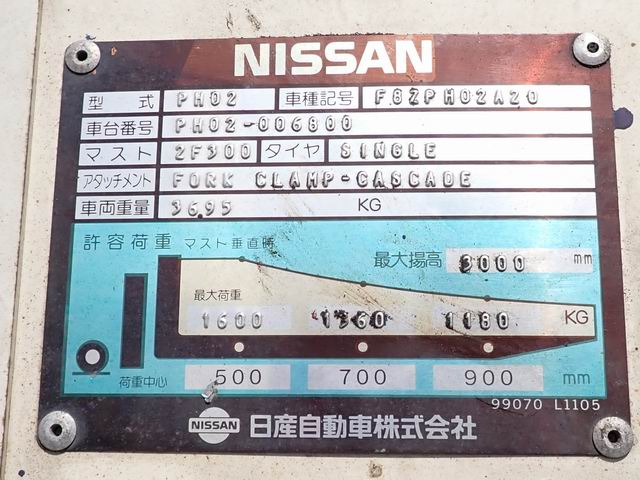 NISSAN
型式 PH02 車種記号 F8ZPH02A20
車台番号 PH02-006800
マスト 2F300 タイヤ SINGLE
アタッチメント FORK CLAMP-CASCADE
車両重量 3695 KG
許容荷重 マスト垂直時
最大揚高 3000 mm
最大荷重
1600 1360 1180 KG
荷重中心 500 700 900 mm
99070 L1105
NISSAN 日産自動車株式会社